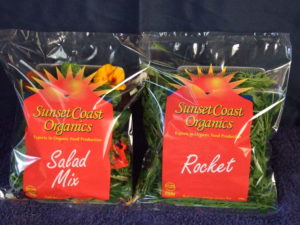 Sunset Coast
Organics
Experts in Organic Food Production
Salad
Mix
Sunset Coast
Organics
Experts in Organic Food Production
Rocket